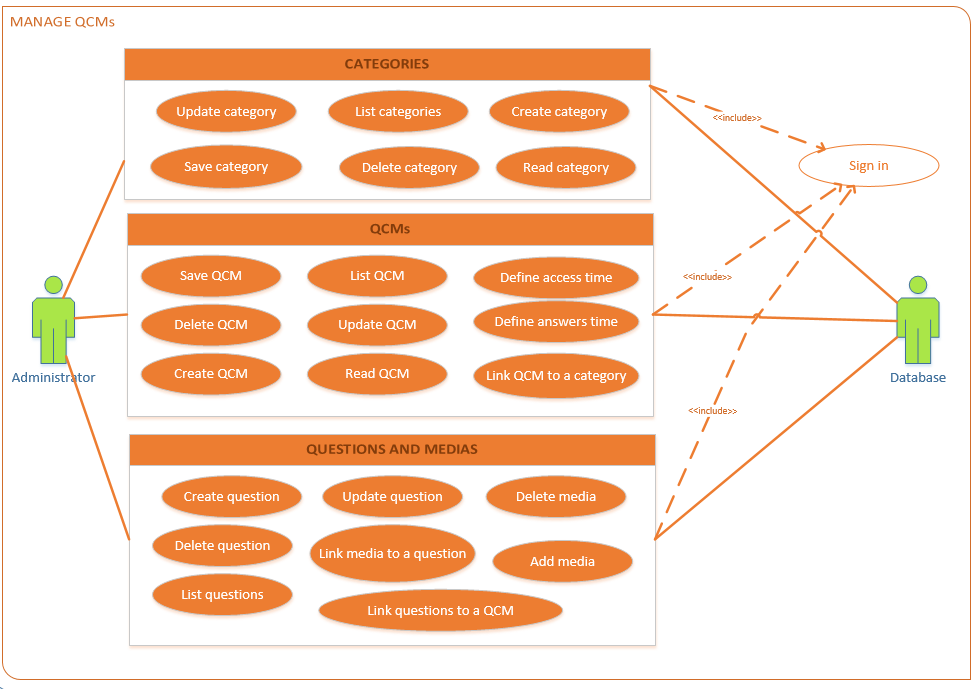 MANAGE QCMs
CATEGORIES
Update category
List categories
Create category
Save category
Delete category
Read category
<<include>>
Sign in
QCMs
Save QCM
List QCM
Define access time
Delete QCM
Update QCM
Define answers time
Create QCM
Read QCM
Link QCM to a category
<<include>>
Administrator
Database
<<include>>
QUESTIONS AND MEDIAS
Create question
Update question
Delete media
Delete question
Link media to a question
Add media
List questions
Link questions to a QCM